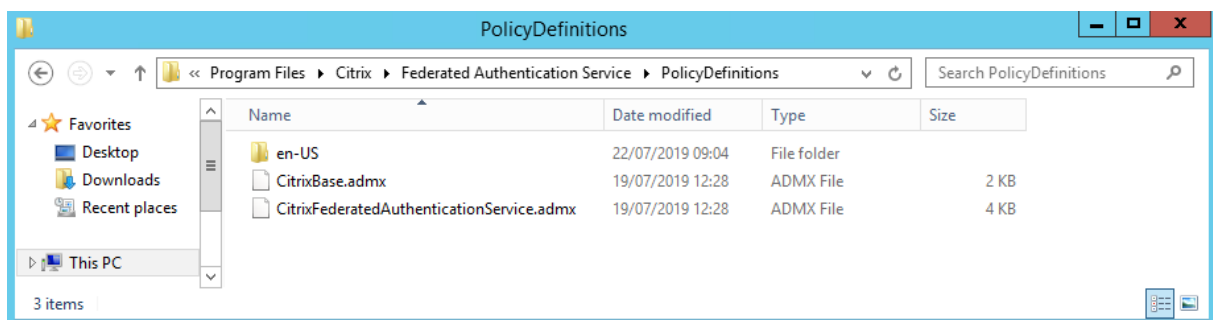 PolicyDefinitions
« Program Files Citrix Federated Authentication Service PolicyDefinitions Search PolicyDefinitions
Favorites
Desktop
Downloads
Recent places
This PC
Name Date modified Type Size
en-US 22/07/2019 09:04 File folder
CitrixBase.admx 19/07/2019 12:28 ADMX File 2 KB
CitrixFederatedAuthenticationService.admx 19/07/2019 12:28 ADMX File 4 KB
3 items